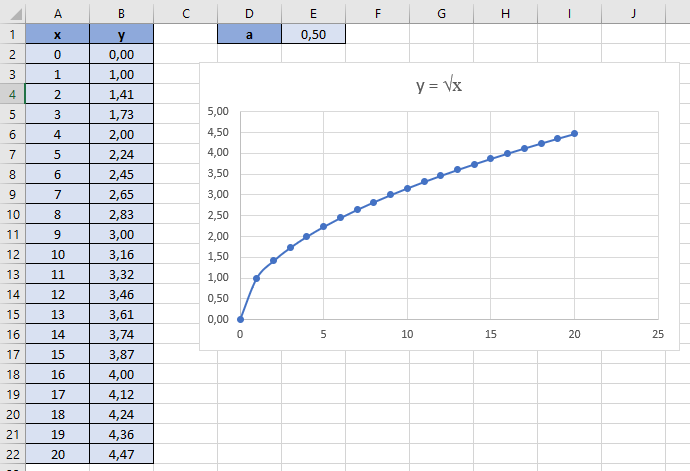 A B C D E F G H I J
1 x y a 0,50
2 0 0,00
3 1 1,00
4 2 1,41
5 3 1,73
6 4 2,00
7 5 2,24
8 6 2,45
9 7 2,65
10 8 2,83
11 9 3,00
12 10 3,16
13 11 3,32
14 12 3,46
15 13 3,61
16 14 3,74
17 15 3,87
18 16 4,00
19 17 4,12
20 18 4,24
21 19 4,36
22 20 4,47
y = √x
5,00
4,50
4,00
3,50
3,00
2,50
2,00
1,50
1,00
0,50
0,00
0 5 10 15 20 25